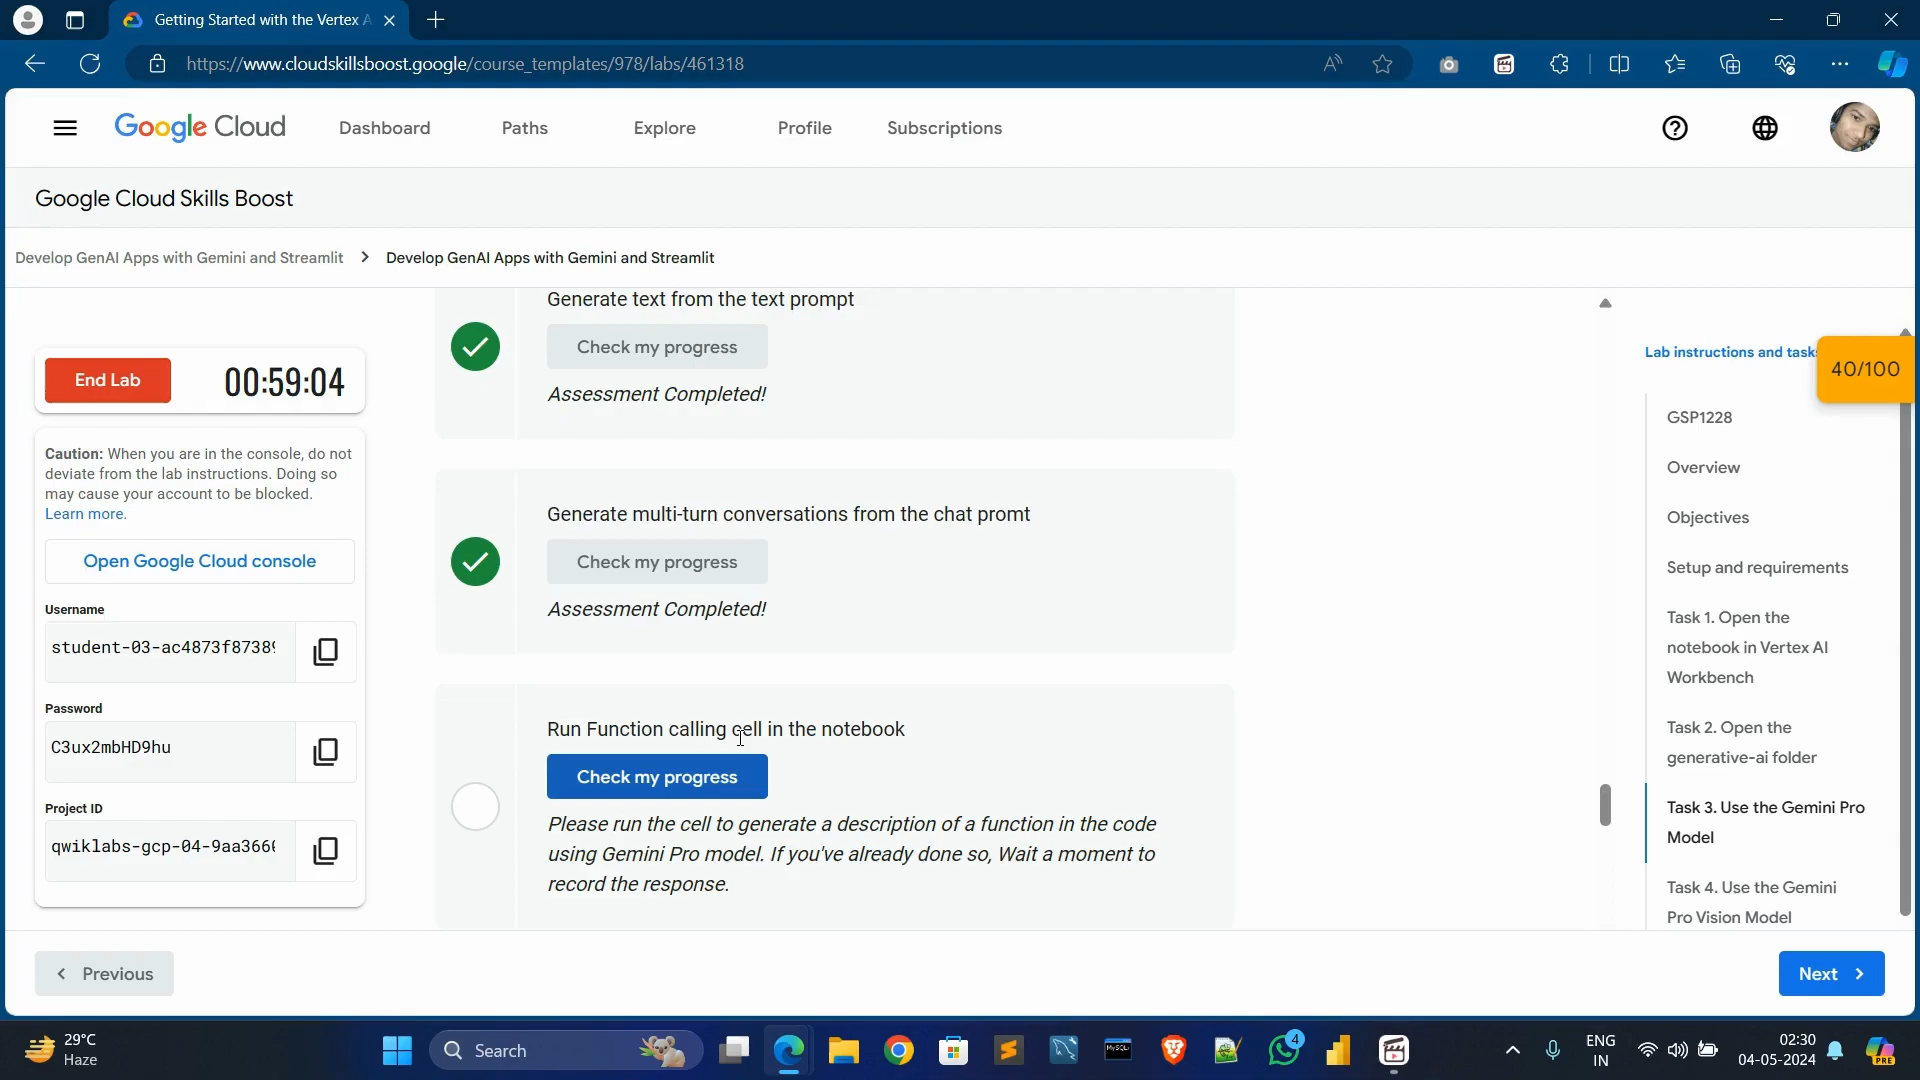 Getting Started with the Vertex A
https://www.cloudskillsboost.google/course_templates/978/labs/461318
Google Cloud
Dashboard
Paths
Explore
Profile
Subscriptions
Google Cloud Skills Boost
Develop GenAI Apps with Gemini and Streamlit > Develop GenAI Apps with Gemini and Streamlit
End Lab
00:59:04
Caution: When you are in the console, do not
deviate from the lab instructions. Doing so
may cause your account to be blocked.
Learn more.
Open Google Cloud console
Username
student-03-ac4873f8738
Password
C3ux2mbHD9hu
Project ID
qwiklabs-gcp-04-9aa366
Generate text from the text prompt
Check my progress
Assessment Completed!
Generate multi-turn conversations from the chat promt
Check my progress
Assessment Completed!
Run Function calling cell in the notebook
Check my progress
Please run the cell to generate a description of a function in the code
using Gemini Pro model. If you've already done so, Wait a moment to
record the response.
Lab instructions and task
40/100
GSP1228
Overview
Objectives
Setup and requirements
Task 1. Open the
notebook in Vertex AI
Workbench
Task 2. Open the
generative-ai folder
Task 3. Use the Gemini Pro
Model
Task 4. Use the Gemini
Pro Vision Model
Previous
Next
29°C
Haze
Search
MySQL
4
ENG
IN
02:30
04-05-2024
PRE